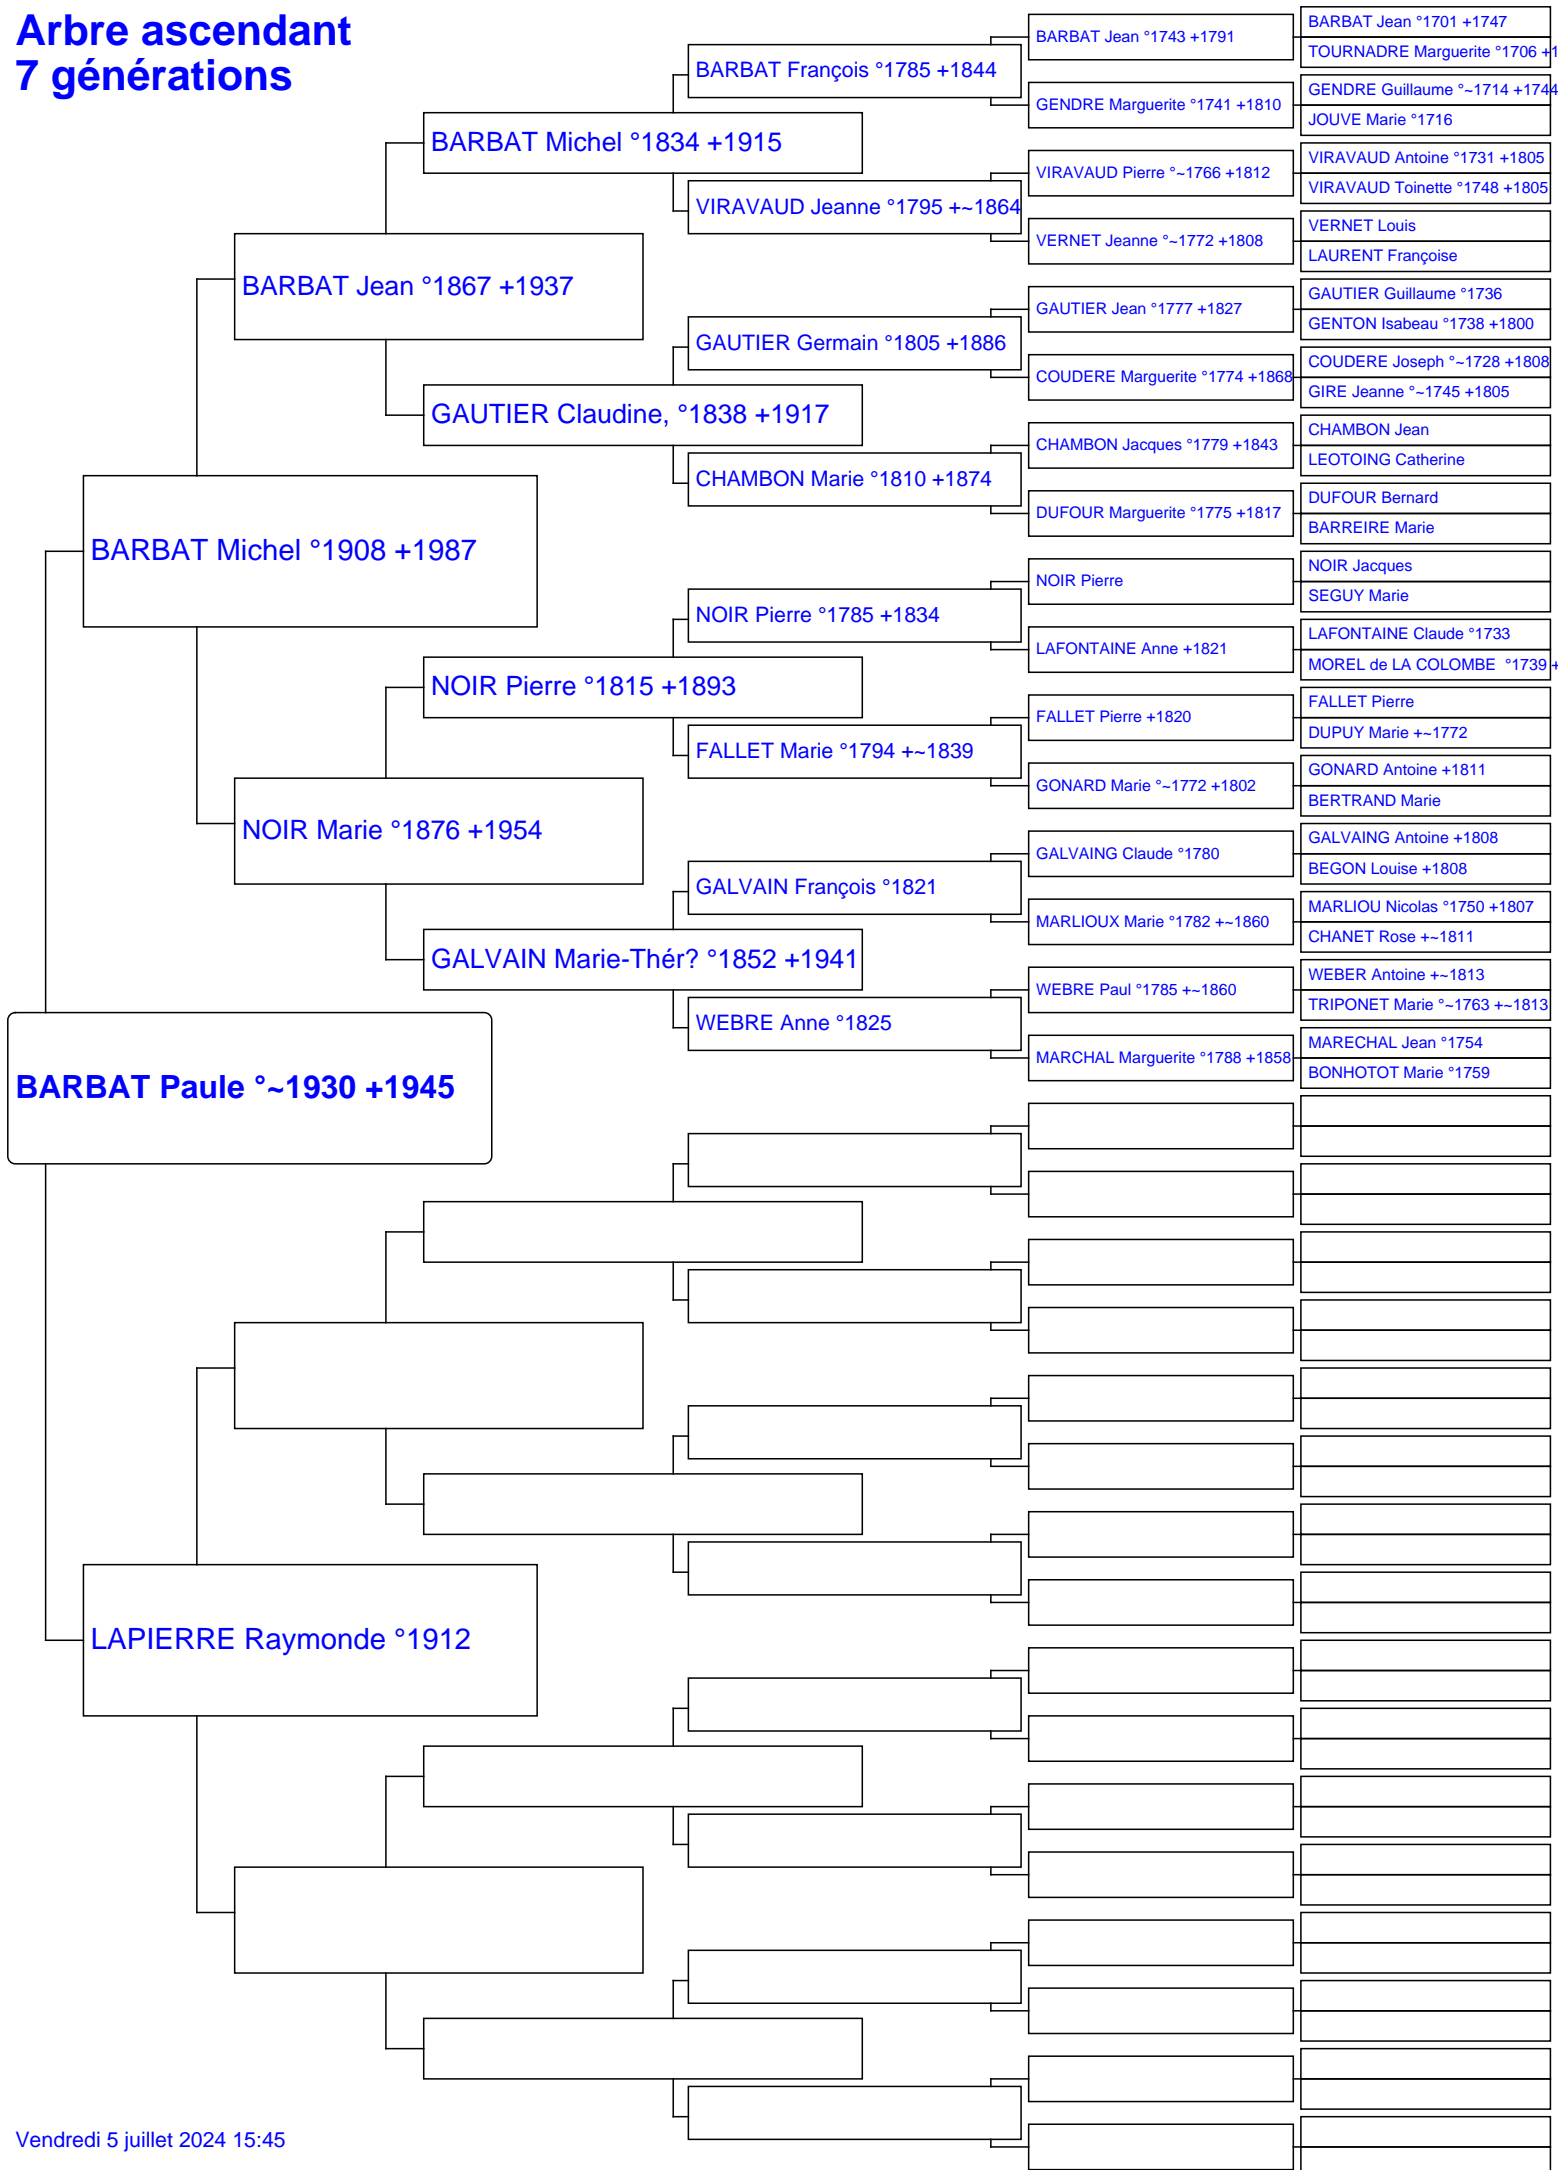 Arbre ascendant
7 générations
BARBAT Paule °~1930 +1945
BARBAT Michel °1908 +1987
LAPIERRE Raymonde °1912
BARBAT Jean °1867 +1937
NOIR Marie °1876 +1954
BARBAT Michel °1834 +1915
GAUTIER Claudine, °1838 +1917
NOIR Pierre °1815 +1893
GALVAIN Marie-Thér? °1852 +1941
BARBAT François °1785 +1844
VIRAVAUD Jeanne °1795 +~1864
GAUTIER Germain °1805 +1886
CHAMBON Marie °1810 +1874
NOIR Pierre °1785 +1834
FALLET Marie °1794 +~1839
GALVAIN François °1821
WEBRE Anne °1825
BARBAT Jean °1743 +1791
GENDRE Marguerite °1741 +1810
VIRAVAUD Pierre °~1766 +1812
VERNET Jeanne °~1772 +1808
GAUTIER Jean °1777 +1827
COUDERE Marguerite °1774 +1868
CHAMBON Jacques °1779 +1843
DUFOUR Marguerite °1775 +1817
NOIR Pierre
LAFONTAINE Anne +1821
FALLET Pierre +1820
GONARD Marie °~1772 +1802
GALVAING Claude °1780
MARLIOUX Marie °1782 +~1860
WEBRE Paul °1785 +~1860
MARCHAL Marguerite °1788 +1858
BARBAT Jean °1701 +1747
TOURNADRE Marguerite °1706 +1
GENDRE Guillaume °~1714 +1744
JOUVE Marie °1716
VIRAVAUD Antoine °1731 +1805
VIRAVAUD Toinette °1748 +1805
VERNET Louis
LAURENT Françoise
GAUTIER Guillaume °1736
GENTON Isabeau °1738 +1800
COUDERE Joseph °~1728 +1808
GIRE Jeanne °~1745 +1805
CHAMBON Jean
LEOTOING Catherine
DUFOUR Bernard
BARREIRE Marie
NOIR Jacques
SEGUY Marie
LAFONTAINE Claude °1733
MOREL de LA COLOMBE °1739 +
FALLET Pierre
DUPUY Marie +~1772
GONARD Antoine +1811
BERTRAND Marie
GALVAING Antoine +1808
BEGON Louise +1808
MARLIOU Nicolas °1750 +1807
CHANET Rose +~1811
WEBER Antoine +~1813
TRIPONET Marie °~1763 +~1813
MARECHAL Jean °1754
BONHOTOT Marie °1759
Vendredi 5 juillet 2024 15:45